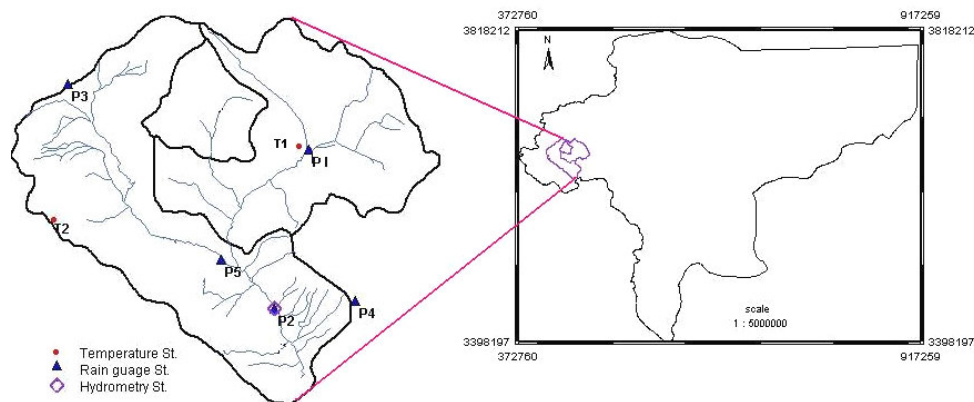 P3
T1
P1
T2
P5
P2
P4
Temperature St.
Rain guage St.
Hydrometry St.
372760
917259
3818212
3818212
N
scale
1 : 5000000
3398197
3398197
372760
917259